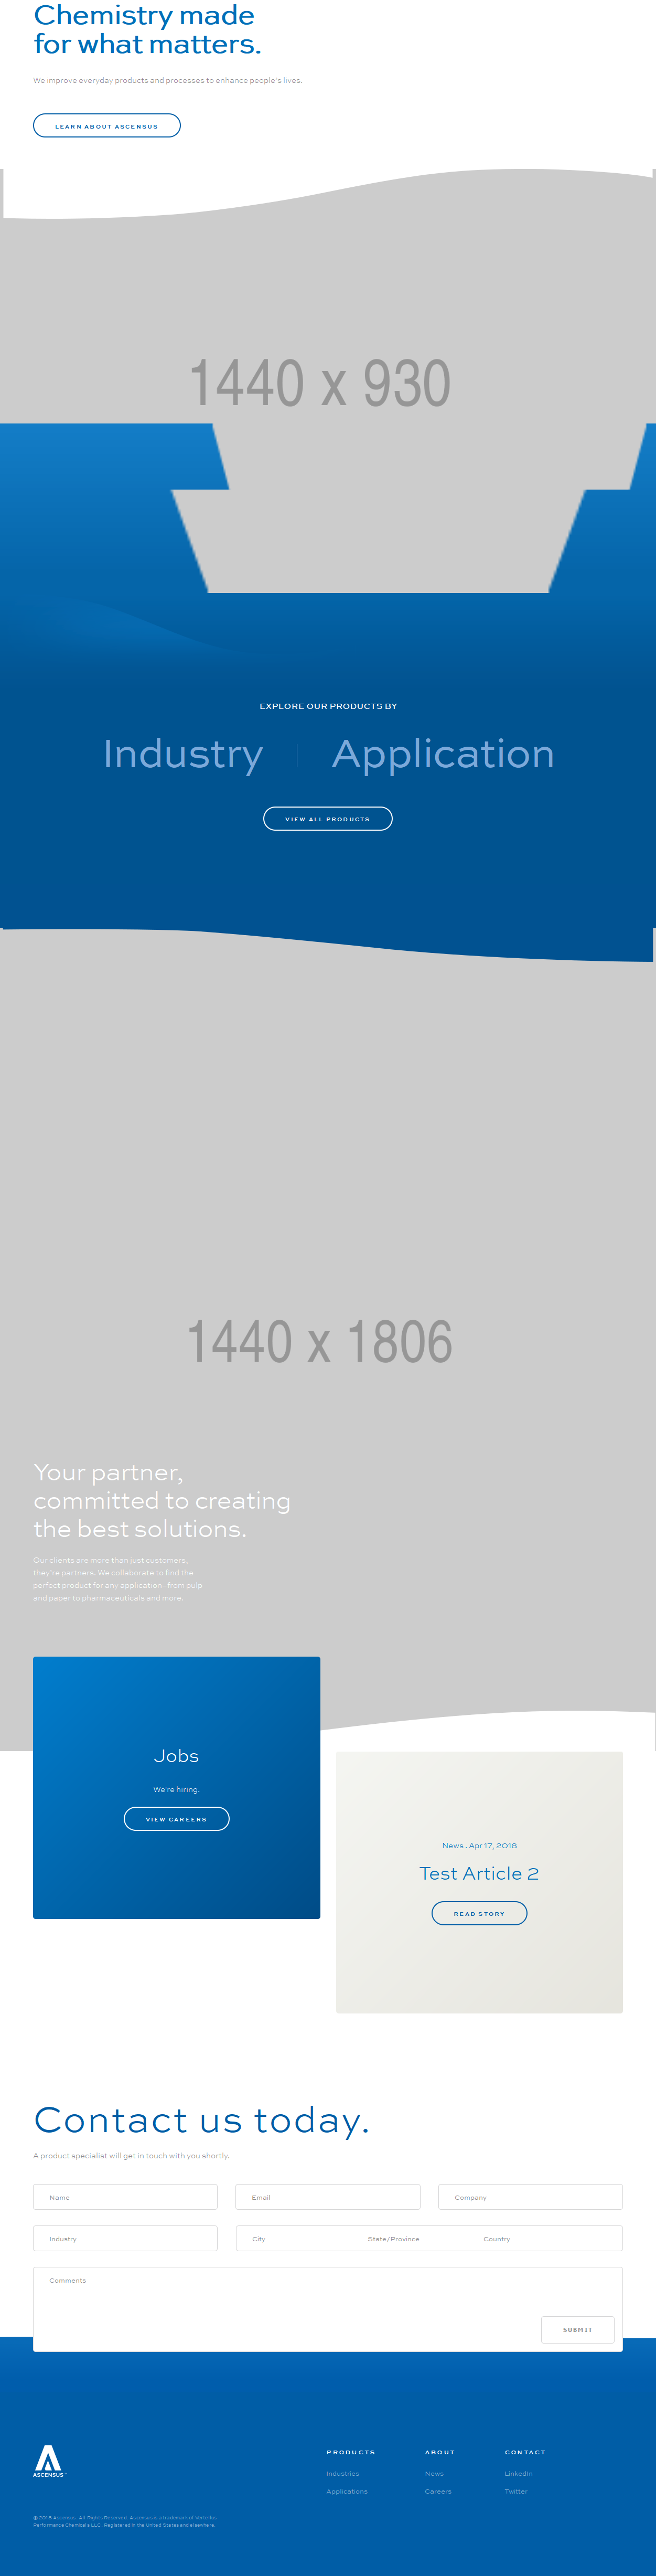 Chemistry made
for what matters.
We improve everyday products and processes to enhance people's lives.
LEARN ABOUT ASCENSUS
1440 x 930
EXPLORE OUR PRODUCTS BY
Industry | Application
VIEW ALL PRODUCTS
1440 x 1806
Your partner,
committed to creating
the best solutions.
Our clients are more than just customers,
they're partners. We collaborate to find the
perfect product for any application–from pulp
and paper to pharmaceuticals and more.
Jobs
We're hiring.
VIEW CAREERS
News . Apr 17, 2018
Test Article 2
READ STORY
Contact us today.
A product specialist will get in touch with you shortly.
Name Email Company
Industry City State/Province Country
Comments
SUBMIT
PRODUCTS ABOUT CONTACT
Industries News LinkedIn
Applications Careers Twitter
ASCENSUS
© 2018 Ascensus. All Rights Reserved. Ascensus is a trademark of Vertellus
Performance Chemicals LLC. Registered in the United States and elsewhere.